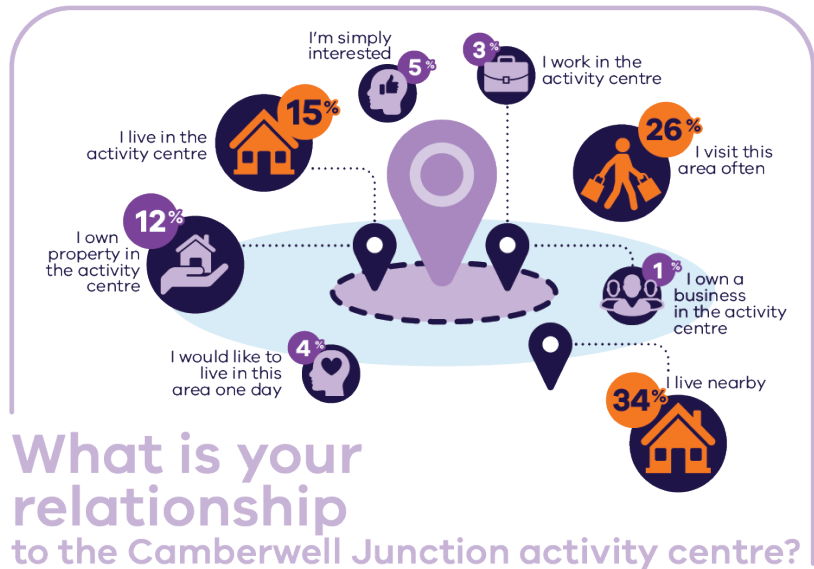 I'm simply
interested
5%
3%
I work in the
activity centre
15%
I live in the
activity centre
26%
I visit this
area often
12%
I own
property in
the activity
centre
1%
I own a
business
in the activity
centre
4%
I would like to
live in this
area one day
I live nearby
34%
What is your
relationship
to the Camberwell Junction activity centre?